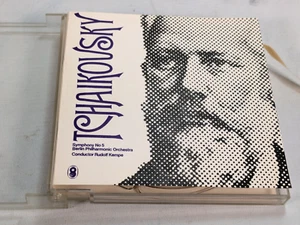 TCHAIKOVSKY
Symphony No 5
Berlin Philharmonic Orchestra
Conductor Rudolf Kempe